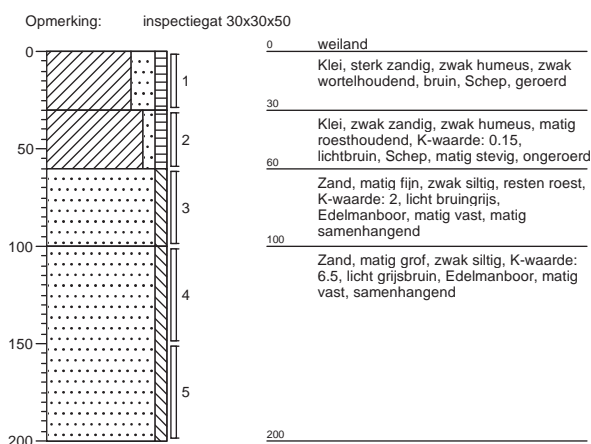 Opmerking: inspectiegat 30x30x50
0
50
100
150
200
1
2
3
4
5
0 weiland
Klei, sterk zandig, zwak humeus, zwak
wortelhoudend, bruin, Schep, geroerd
30
Klei, zwak zandig, zwak humeus, matig
roesthoudend, K-waarde: 0.15,
lichtbruin, Schep, matig stevig, ongeroerd
60
Zand, matig fijn, zwak siltig, resten roest,
K-waarde: 2, licht bruingrijs,
Edelmanboor, matig vast, matig
samenhangend
100
Zand, matig grof, zwak siltig, K-waarde:
6.5, licht grijsbruin, Edelmanboor, matig
vast, samenhangend
200